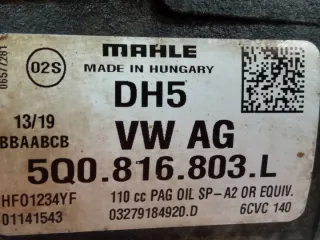 06577281
MAHLE
02S
MADE IN HUNGARY
DH5
13/19
BBAABCB
VW AG
5Q0.816.803.L
HFO1234YF
110 cc PAG OIL SP-A2 OR EQUIV.
01141543
03279184920.D
6CVC 140